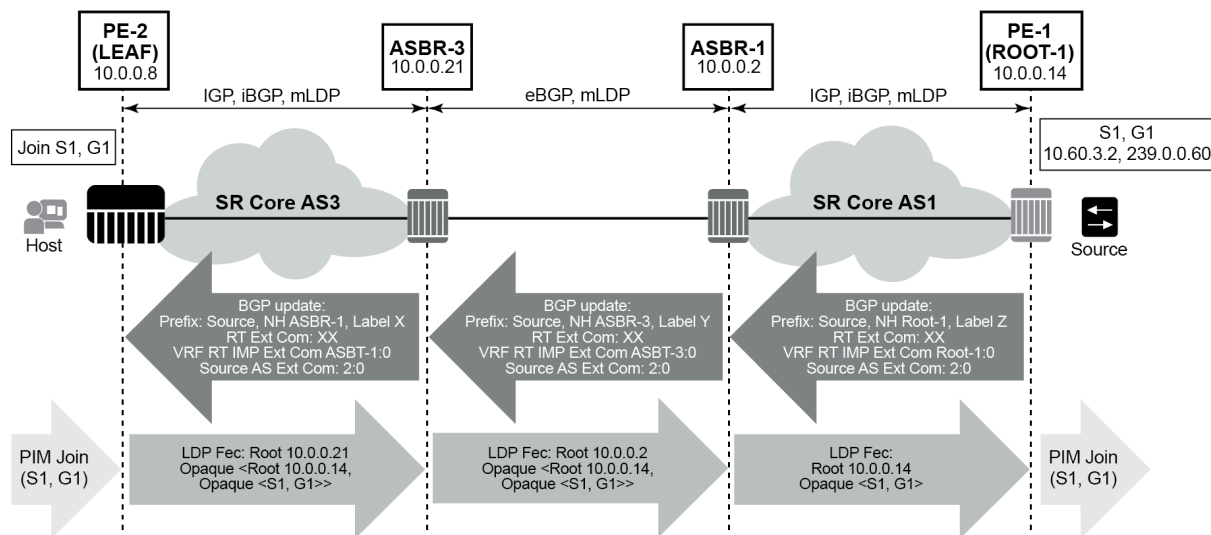 PE-2
(LEAF)
10.0.0.8
ASBR-3
10.0.0.21
ASBR-1
10.0.0.2
PE-1
(ROOT-1)
10.0.0.14
IGP, iBGP, mLDP
eBGP, mLDP
IGP, iBGP, mLDP
Join S1, G1
S1, G1
10.60.3.2, 239.0.0.60
Host
SR Core AS3
SR Core AS1
Source
BGP update:
Prefix: Source, NH ASBR-1, Label X
RT Ext Com: XX
VRF RT IMP Ext Com ASBT-1:0
Source AS Ext Com: 2:0
BGP update:
Prefix: Source, NH ASBR-3, Label Y
RT Ext Com: XX
VRF RT IMP Ext Com ASBT-3:0
Source AS Ext Com: 2:0
BGP update:
Prefix: Source, NH Root-1, Label Z
RT Ext Com: XX
VRF RT IMP Ext Com Root-1:0
Source AS Ext Com: 2:0
PIM Join
(S1, G1)
LDP Fec: Root 10.0.0.21
Opaque <Root 10.0.0.14,
Opaque <S1, G1>>
LDP Fec: Root 10.0.0.2
Opaque <Root 10.0.0.14,
Opaque <S1, G1>>
LDP Fec:
Root 10.0.0.14
Opaque <S1, G1>
PIM Join
(S1, G1)